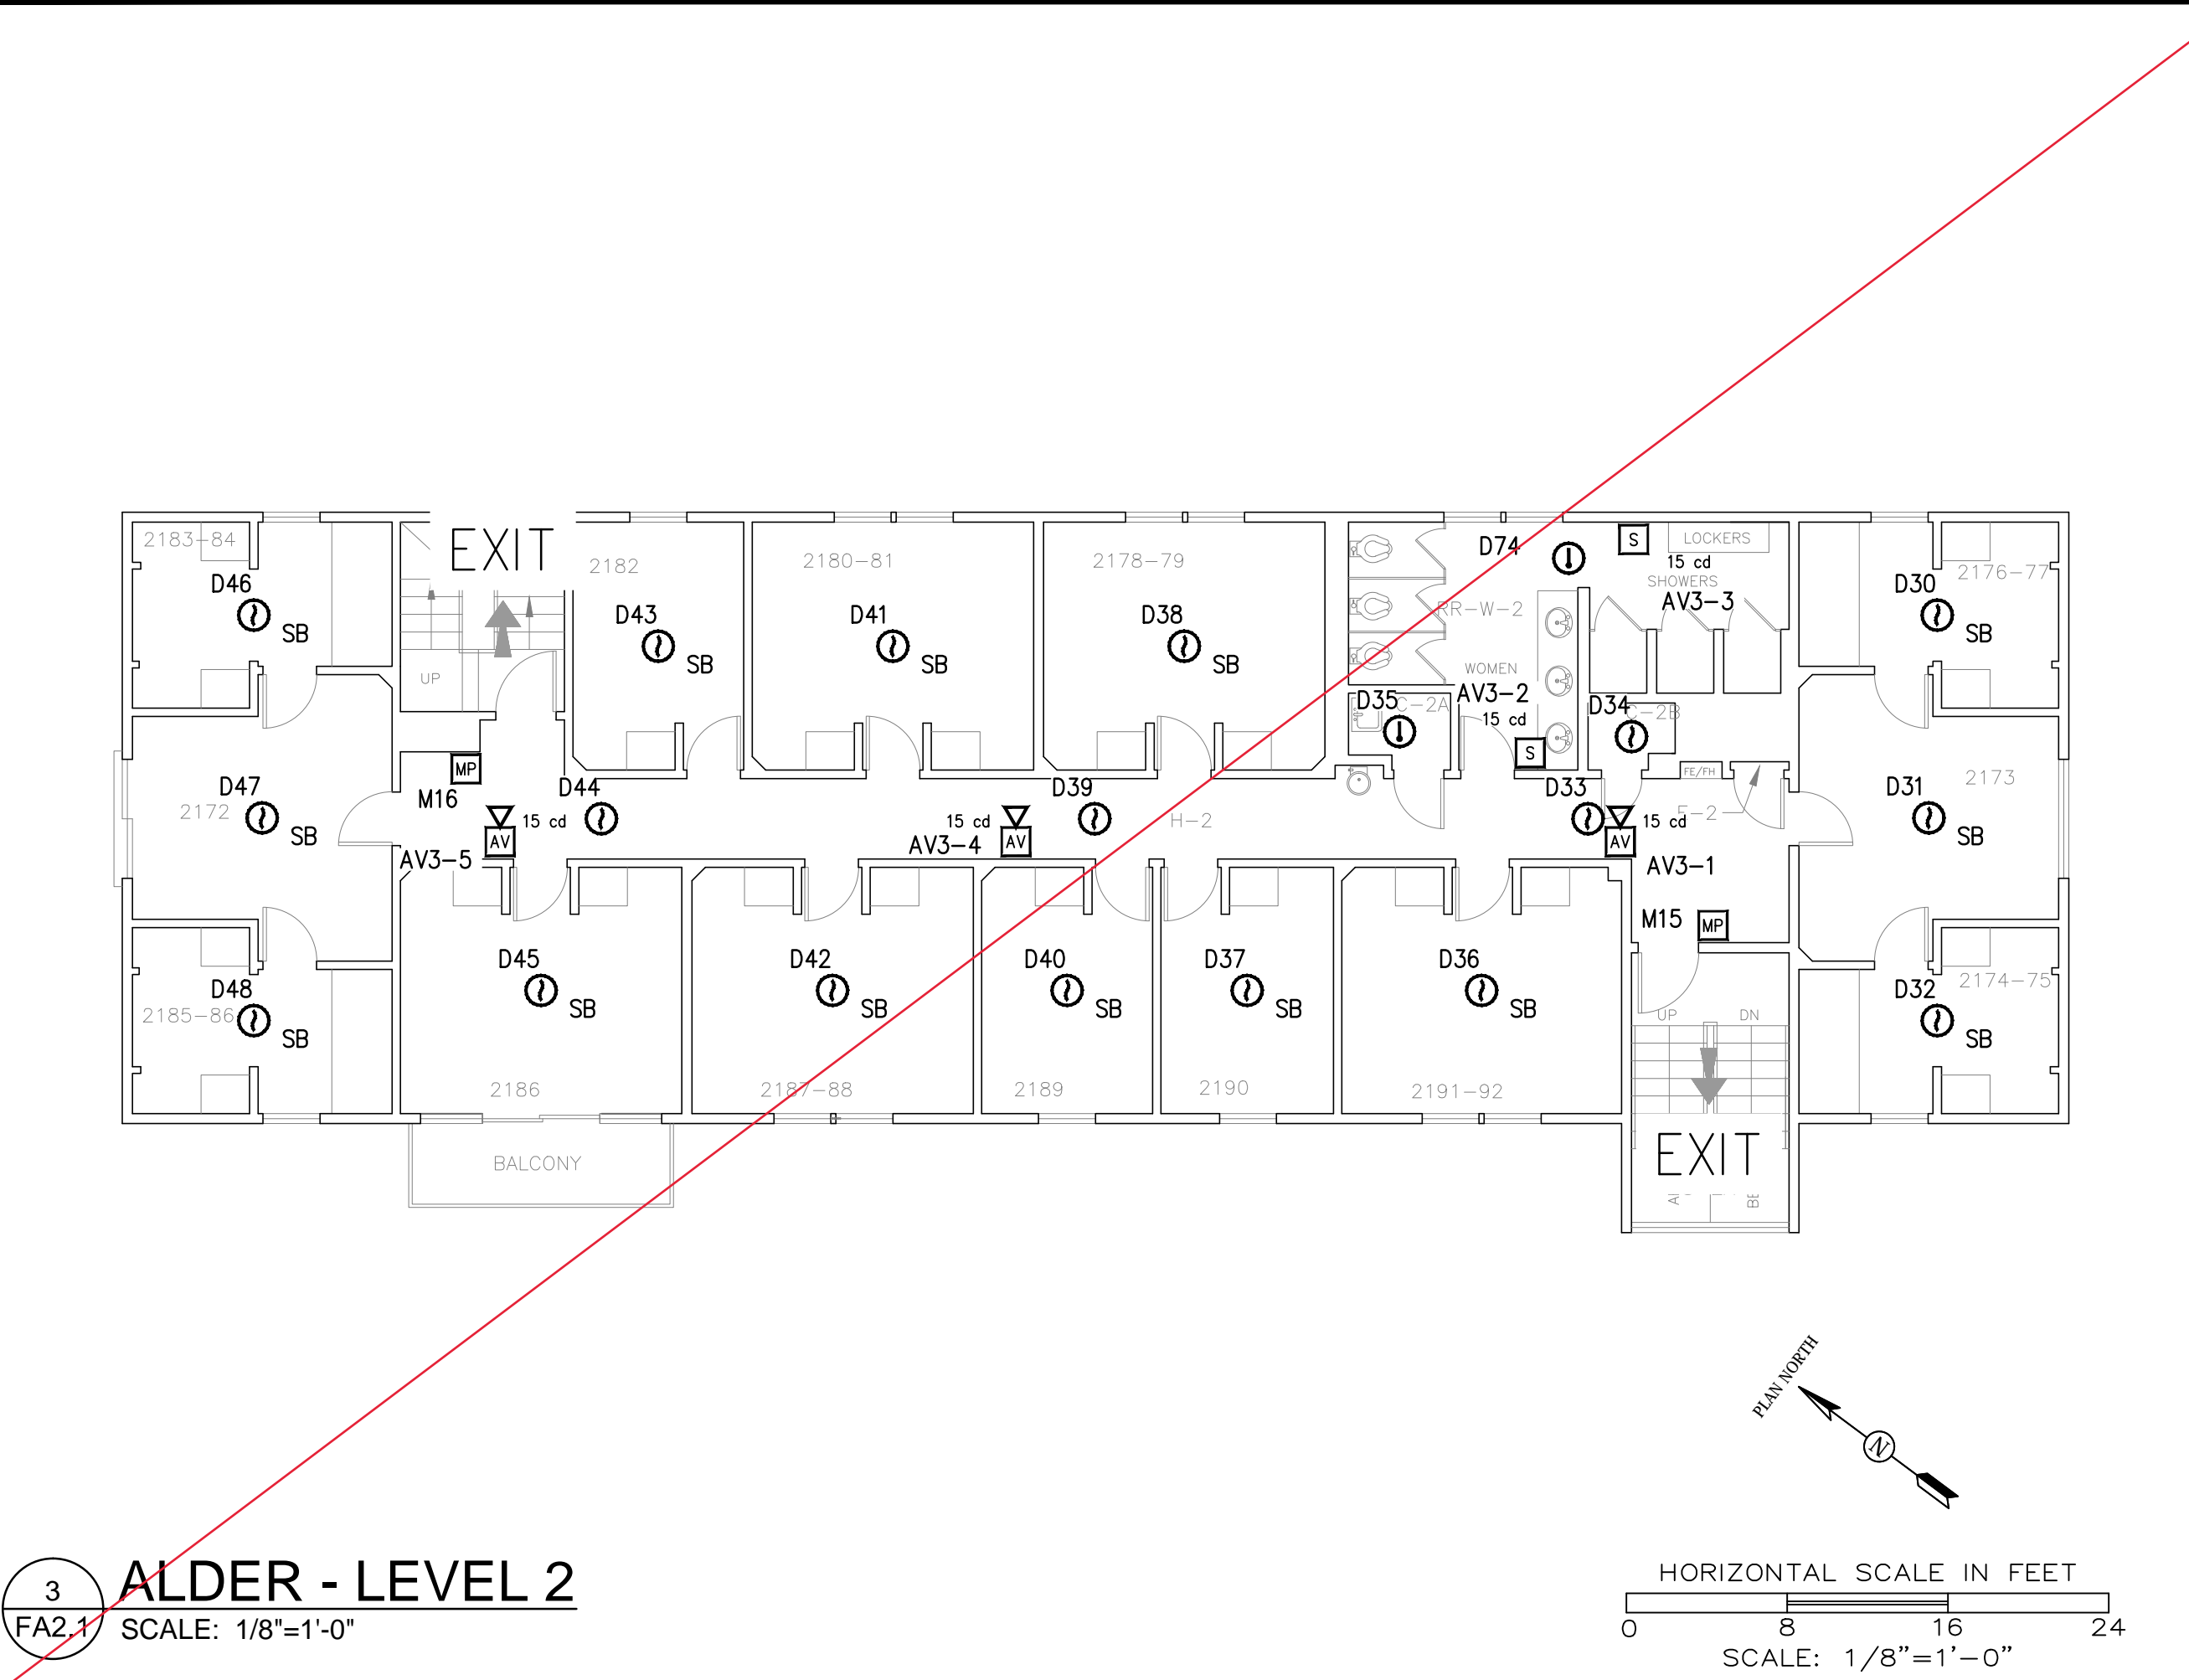 EXIT
2183-84
D46
SB
2182
D43
SB
2180-81
D41
SB
2178-79
D38
SB
D74
S
LOCKERS
15 cd
SHOWERS
AV3-3
RR-W-2
WOMEN
AV3-2
15 cd
S
D35
C-2A
D34
C-2B
D30
2176-77
SB
UP
MP
M16
D47
2172
SB
D44
15 cd
AV
AV3-5
D39
15 cd
AV
AV3-4
H-2
D33
FE/FH
F-2
15 cd
AV
AV3-1
D31
2173
SB
M15
MP
D48
2185-86
SB
D45
SB
2186
D42
SB
2187-88
D40
SB
2189
D37
SB
2190
D36
SB
2191-92
D32
2174-75
SB
UP
DN
EXIT
BALCONY
PLAN NORTH
N
3
FA2.1
ALDER - LEVEL 2
SCALE: 1/8"=1'-0"
HORIZONTAL SCALE IN FEET
0 8 16 24
SCALE: 1/8"=1'-0"